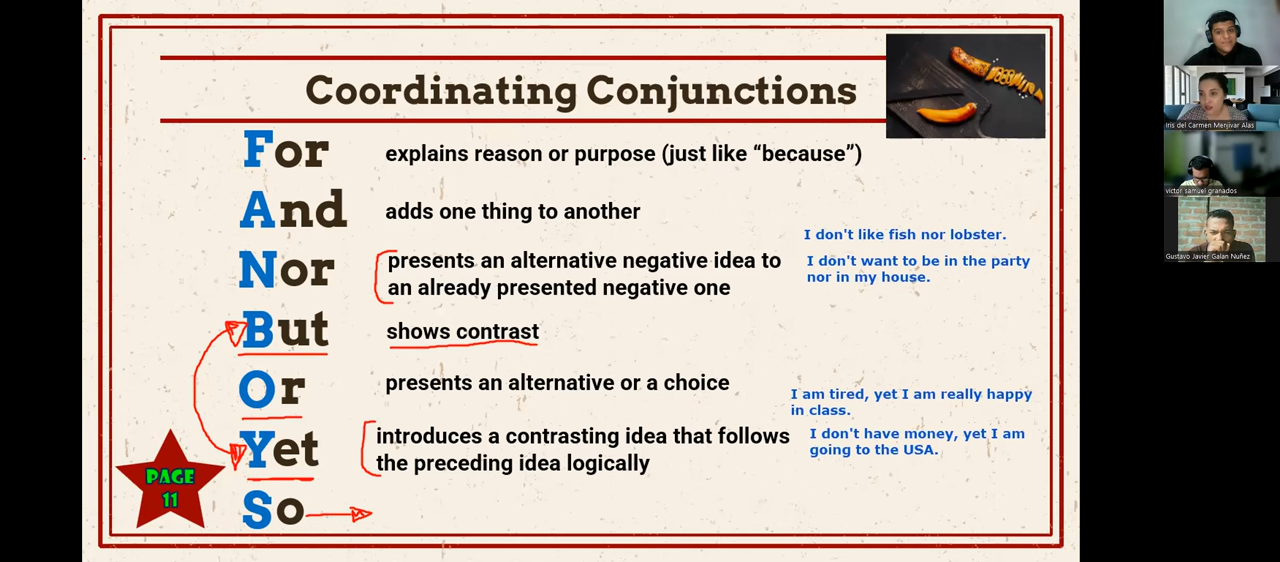 Coordinating Conjunctions
For
explains reason or purpose (just like “because”)
And
adds one thing to another
I don't like fish nor lobster.
Nor
presents an alternative negative idea to
an already presented negative one
I don't want to be in the party
nor in my house.
But
shows contrast
Or
presents an alternative or a choice
I am tired, yet I am really happy
in class.
Yet
introduces a contrasting idea that follows
the preceding idea logically
I don't have money, yet I am
going to the USA.
So
PAGE
11
Iris del Carmen Menjivar Alas
victor samuel granados
Gustavo Javier Galan Nuñez